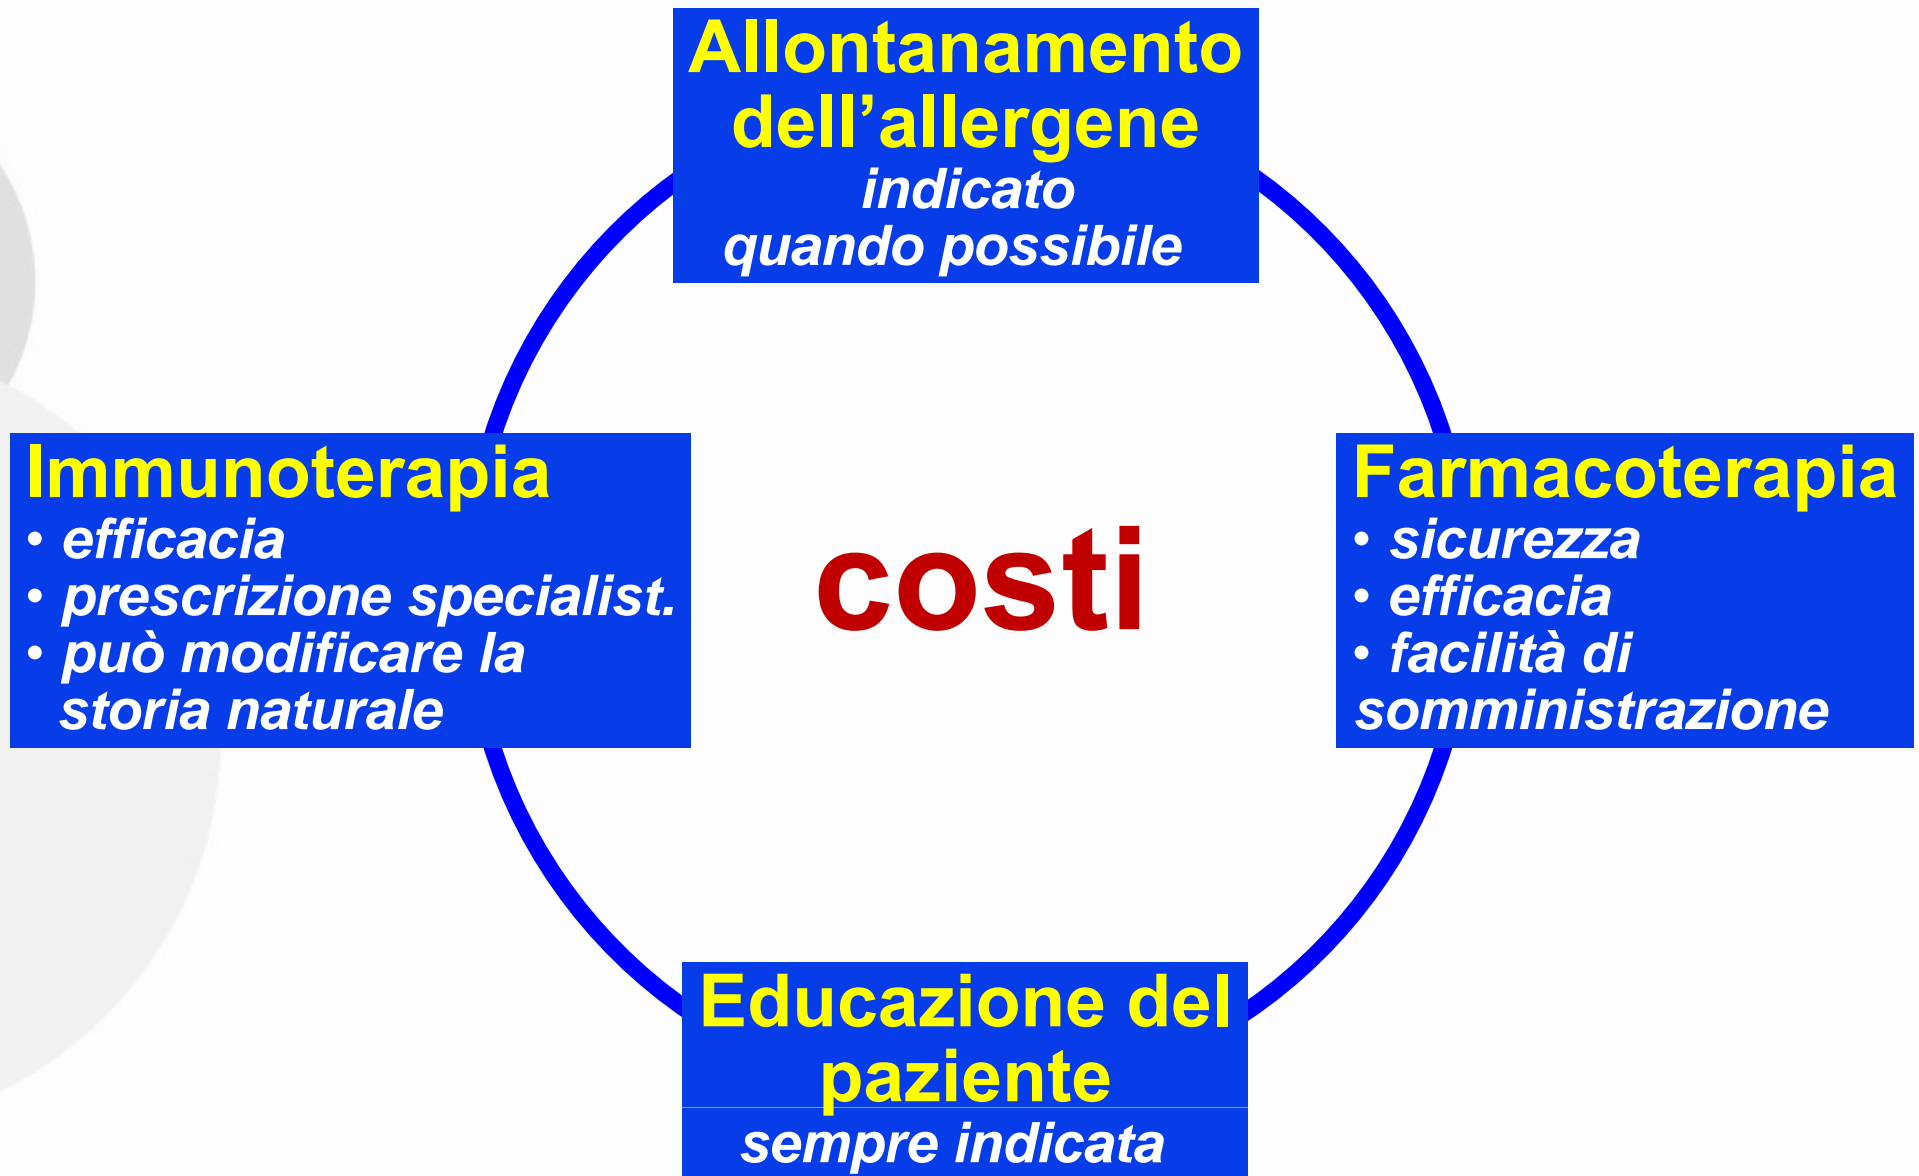 Allontanamento
dell’allergene
indicato
quando possibile
Immunoterapia
• efficacia
• prescrizione specialist.
• può modificare la
storia naturale
costi
Farmacoterapia
• sicurezza
• efficacia
• facilità di
somministrazione
Educazione del
paziente
sempre indicata